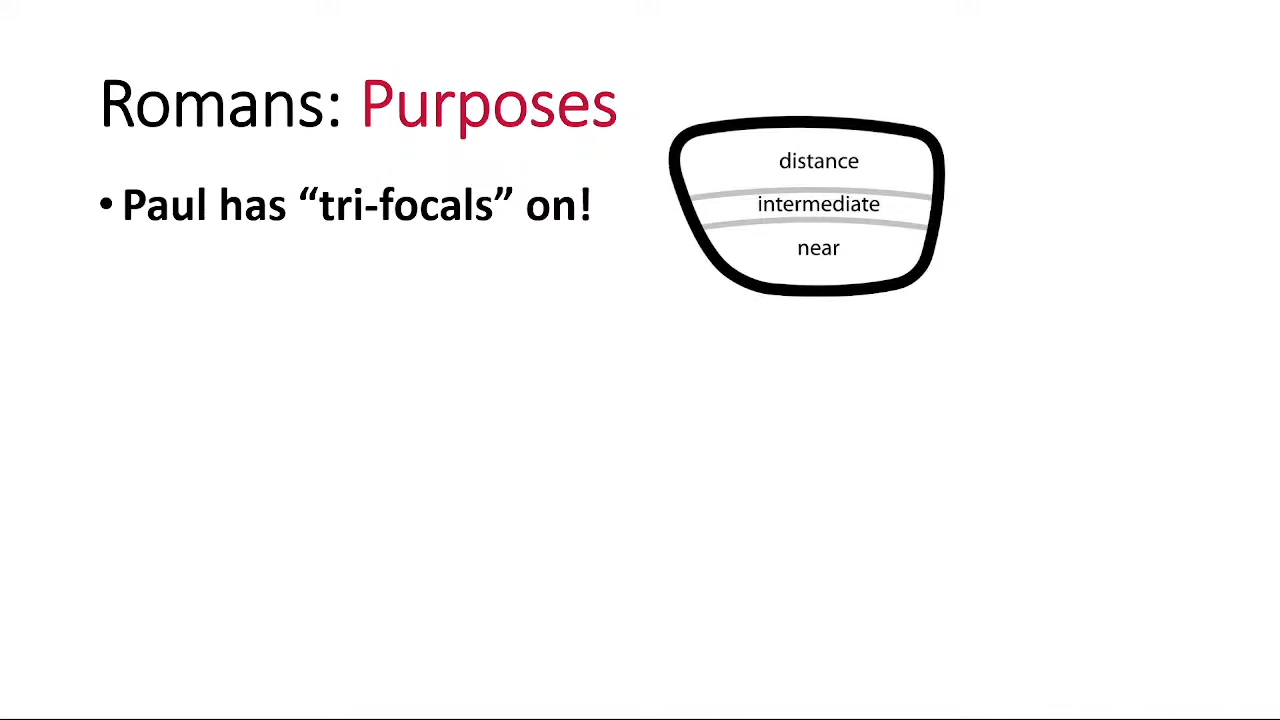 Romans: Purposes
• Paul has “tri-focals” on!
distance
intermediate
near